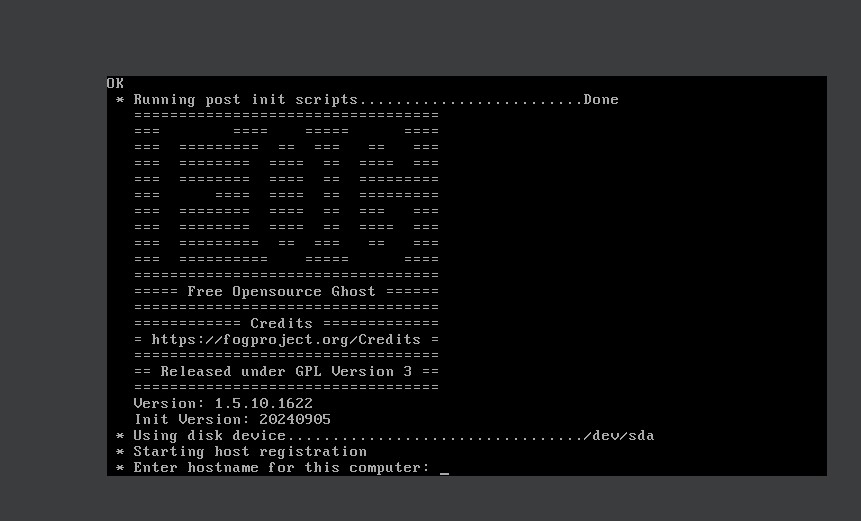 OK
* Running post init scripts.........................Done
==================================
===        ====    =====      ====
===  =========  ==  ===   ==   ===
===  ========  ====  ==  ====  ===
===  ========  ====  ==  =========
===      ====  ====  ==  =========
===  ========  ====  ==  ===   ===
===  ========  ====  ==  ====  ===
===  =========  ==  ===   ==   ===
===  ==========    =====      ====
==================================
===== Free Opensource Ghost ======
==================================
============ Credits =============
= https://fogproject.org/Credits =
==================================
== Released under GPL Version 3 ==
==================================
Version: 1.5.10.1622
Init Version: 20240905
* Using disk device................................./dev/sda
* Starting host registration
* Enter hostname for this computer: _